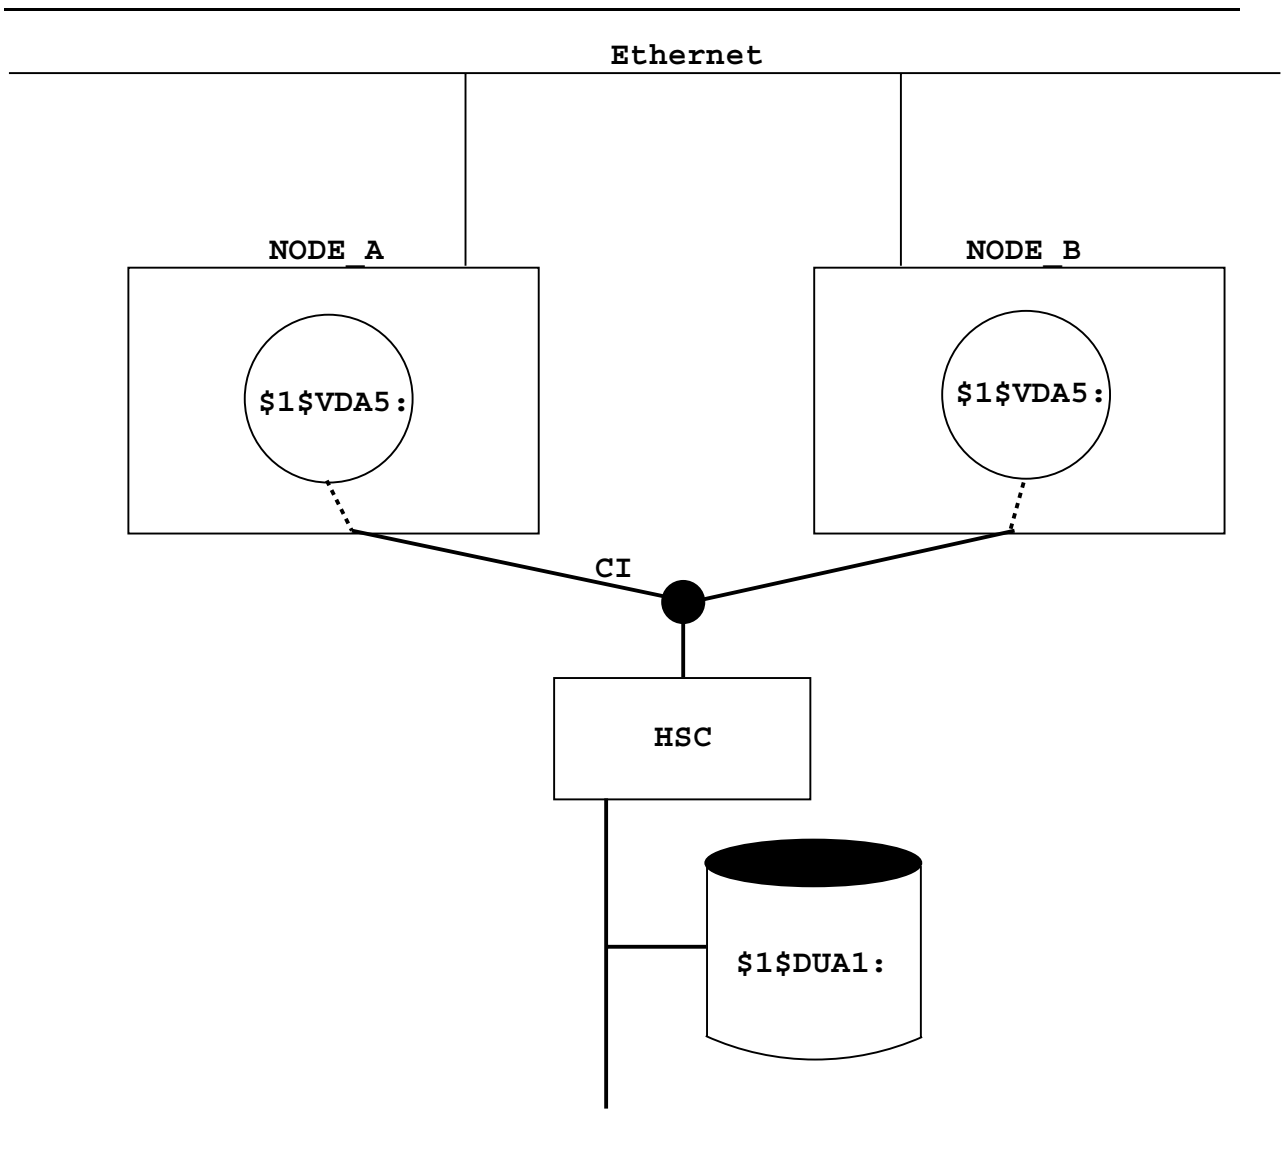 Ethernet
NODE_A
NODE_B
$1$VDA5:
$1$VDA5:
CI
HSC
$1$DUA1: